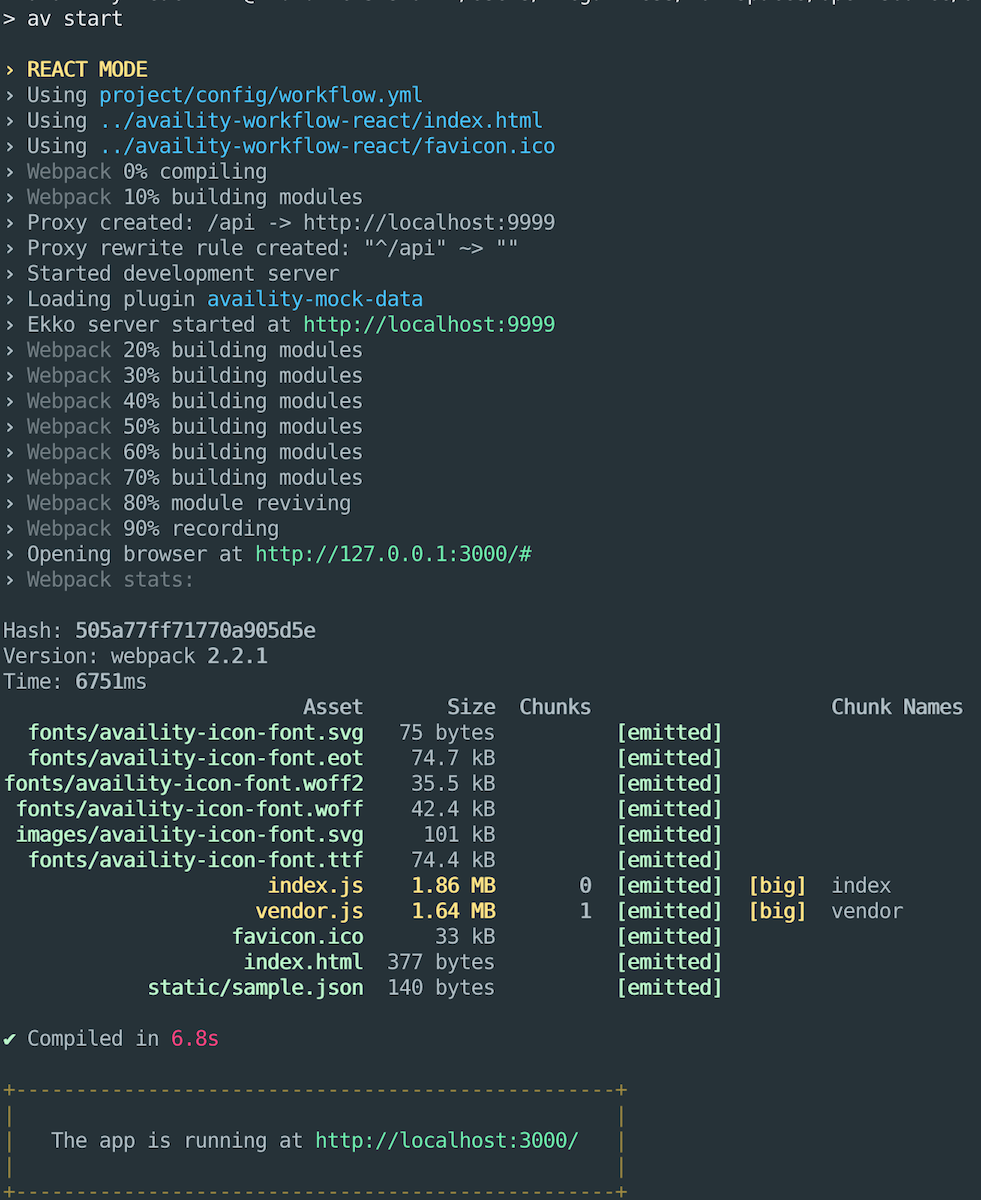 > av start
› REACT MODE
› Using project/config/workflow.yml
› Using ../availity-workflow-react/index.html
› Using ../availity-workflow-react/favicon.ico
› Webpack 0% compiling
› Webpack 10% building modules
› Proxy created: /api -> http://localhost:9999
› Proxy rewrite rule created: "^/api" ~> ""
› Started development server
› Loading plugin availity-mock-data
› Ekko server started at http://localhost:9999
› Webpack 20% building modules
› Webpack 30% building modules
› Webpack 40% building modules
› Webpack 50% building modules
› Webpack 60% building modules
› Webpack 70% building modules
› Webpack 80% module reviving
› Webpack 90% recording
› Opening browser at http://127.0.0.1:3000/#
› Webpack stats:
Hash: 505a77ff71770a905d5e
Version: webpack 2.2.1
Time: 6751ms
Asset Size Chunks Chunk Names
fonts/availity-icon-font.svg 75 bytes [emitted]
fonts/availity-icon-font.eot 74.7 kB [emitted]
fonts/availity-icon-font.woff2 35.5 kB [emitted]
fonts/availity-icon-font.woff 42.4 kB [emitted]
images/availity-icon-font.svg 101 kB [emitted]
fonts/availity-icon-font.ttf 74.4 kB [emitted]
index.js 1.86 MB 0 [emitted] [big] index
vendor.js 1.64 MB 1 [emitted] [big] vendor
favicon.ico 33 kB [emitted]
index.html 377 bytes [emitted]
static/sample.json 140 bytes [emitted]
✔ Compiled in 6.8s
The app is running at http://localhost:3000/